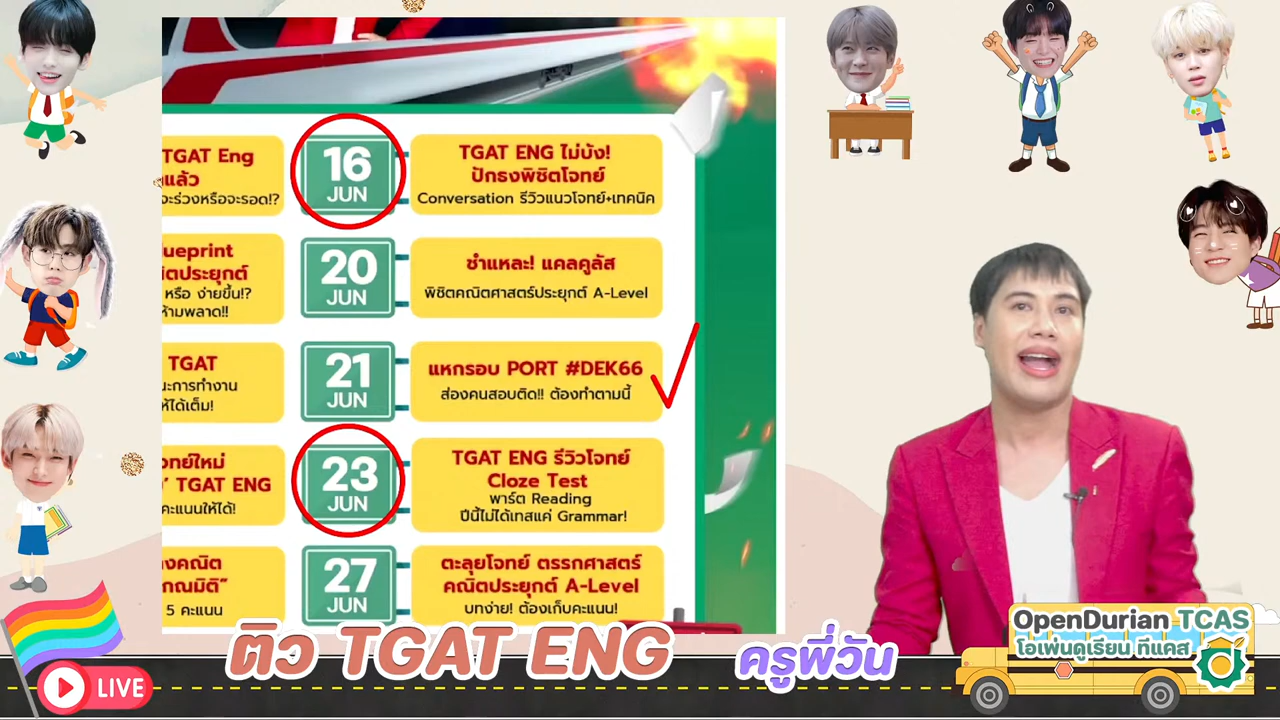 TGAT Eng
แล้ว
จะร่วงหรือจะรอด!?
16
JUN
TGAT ENG ไม่บัง!
ปักธงพิชิตโจทย์
Conversation รีวิวแนวโจทย์+เทคนิค
ueprint
ิตประยุกต์
หรือ ง่ายขึ้น!?
ห้ามพลาด!!
20
JUN
ชำแหละ! แคลคูลัส
พิชิตคณิตศาสตร์ประยุกต์ A-Level
TGAT
นะการทำงาน
ห้ได้เต็ม!
21
JUN
แหกรอบ PORT #DEK66
ส่องคนสอบติด!! ต้องทำตามนี้
จทย์ใหม่
' TGAT ENG
คะแนนให้ได้!
23
JUN
TGAT ENG รีวิวโจทย์
Cloze Test
พาร์ต Reading
ปีนี้ไม่ได้เทสแค่ Grammar!
องคณิต
กณมิติ"
5 คะแนน
27
JUN
ตะลุยโจทย์ ตรรกศาสตร์
คณิตประยุกต์ A-Level
บทง่าย! ต้องเก็บคะแนน!
ติว TGAT ENG
ครูพี่วัน
OpenDurian TCAS
โอเพ่นดูเรียน ทีแคส
LIVE